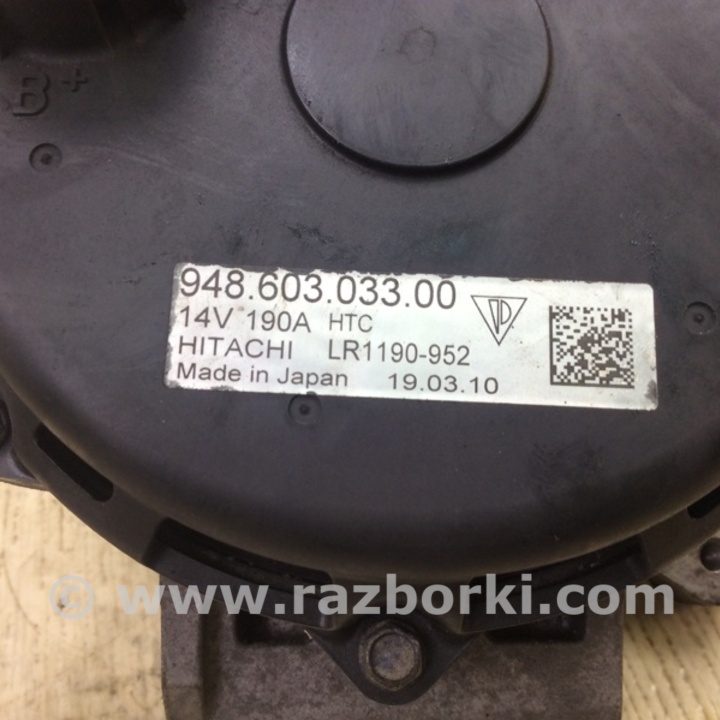 B+
948.603.033.00
14V 190A HTC
HITACHI LR1190-952
Made in Japan 19.03.10
© www.razborki.com